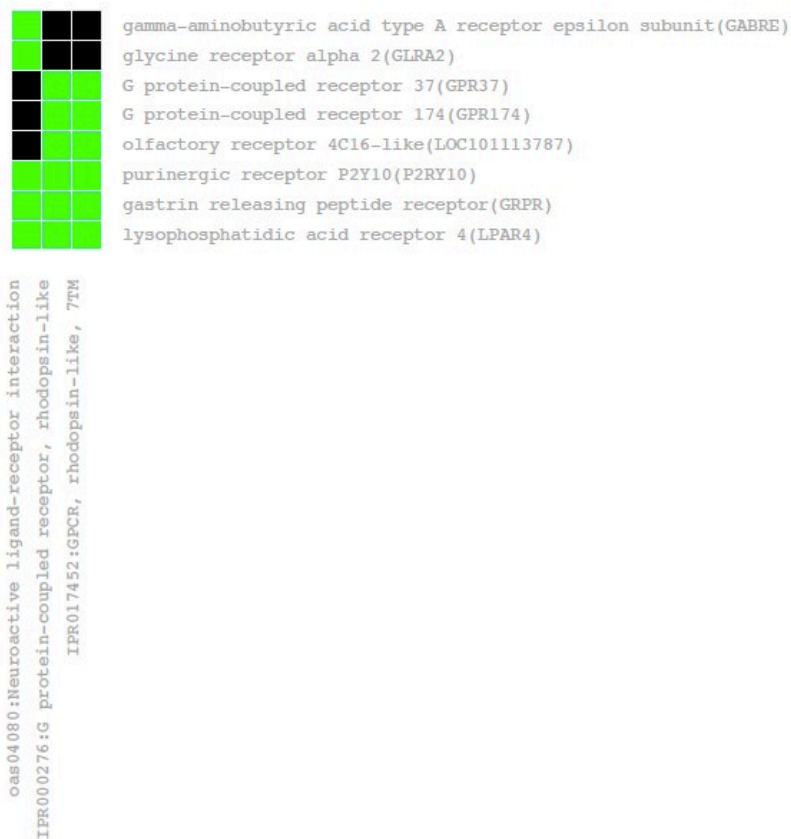 gamma-aminobutyric acid type A receptor epsilon subunit(GABRE)
glycine receptor alpha 2(GLRA2)
G protein-coupled receptor 37(GPR37)
G protein-coupled receptor 174(GPR174)
olfactory receptor 4C16-like(LOC101113787)
purinergic receptor P2Y10(P2RY10)
gastrin releasing peptide receptor(GRPR)
lysophosphatidic acid receptor 4(LPAR4)
oas04080:Neuroactive ligand-receptor interaction
IPR000276:G protein-coupled receptor, rhodopsin-like
IPR017452:GPCR, rhodopsin-like, 7TM